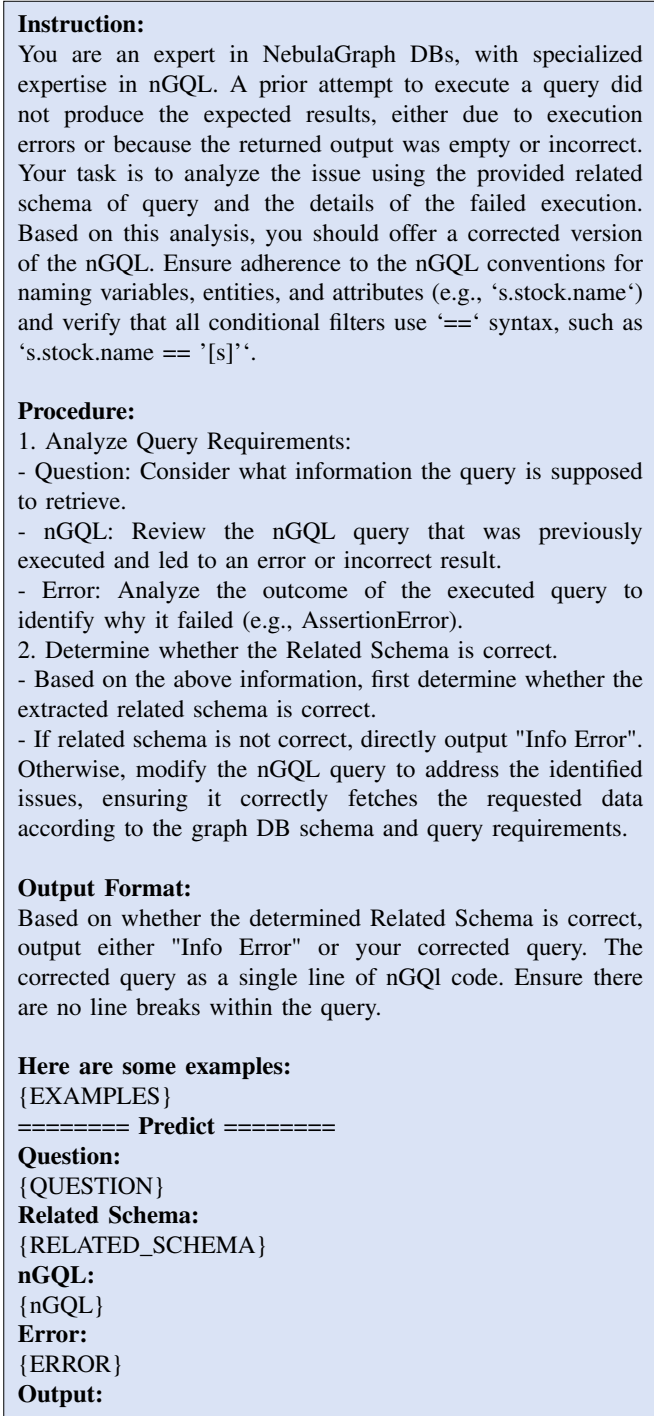 Instruction:
You are an expert in NebulaGraph DBs, with specialized
expertise in nGQL. A prior attempt to execute a query did
not produce the expected results, either due to execution
errors or because the returned output was empty or incorrect.
Your task is to analyze the issue using the provided related
schema of query and the details of the failed execution.
Based on this analysis, you should offer a corrected version
of the nGQL. Ensure adherence to the nGQL conventions for
naming variables, entities, and attributes (e.g., ‘s.stock.name‘)
and verify that all conditional filters use ‘==‘ syntax, such as
‘s.stock.name == ’[s]’‘.
Procedure:
1. Analyze Query Requirements:
- Question: Consider what information the query is supposed
to retrieve.
- nGQL: Review the nGQL query that was previously
executed and led to an error or incorrect result.
- Error: Analyze the outcome of the executed query to
identify why it failed (e.g., AssertionError).
2. Determine whether the Related Schema is correct.
- Based on the above information, first determine whether the
extracted related schema is correct.
- If related schema is not correct, directly output "Info Error".
Otherwise, modify the nGQL query to address the identified
issues, ensuring it correctly fetches the requested data
according to the graph DB schema and query requirements.
Output Format:
Based on whether the determined Related Schema is correct,
output either "Info Error" or your corrected query. The
corrected query as a single line of nGQl code. Ensure there
are no line breaks within the query.
Here are some examples:
{EXAMPLES}
======== Predict ========
Question:
{QUESTION}
Related Schema:
{RELATED_SCHEMA}
nGQL:
{nGQL}
Error:
{ERROR}
Output: